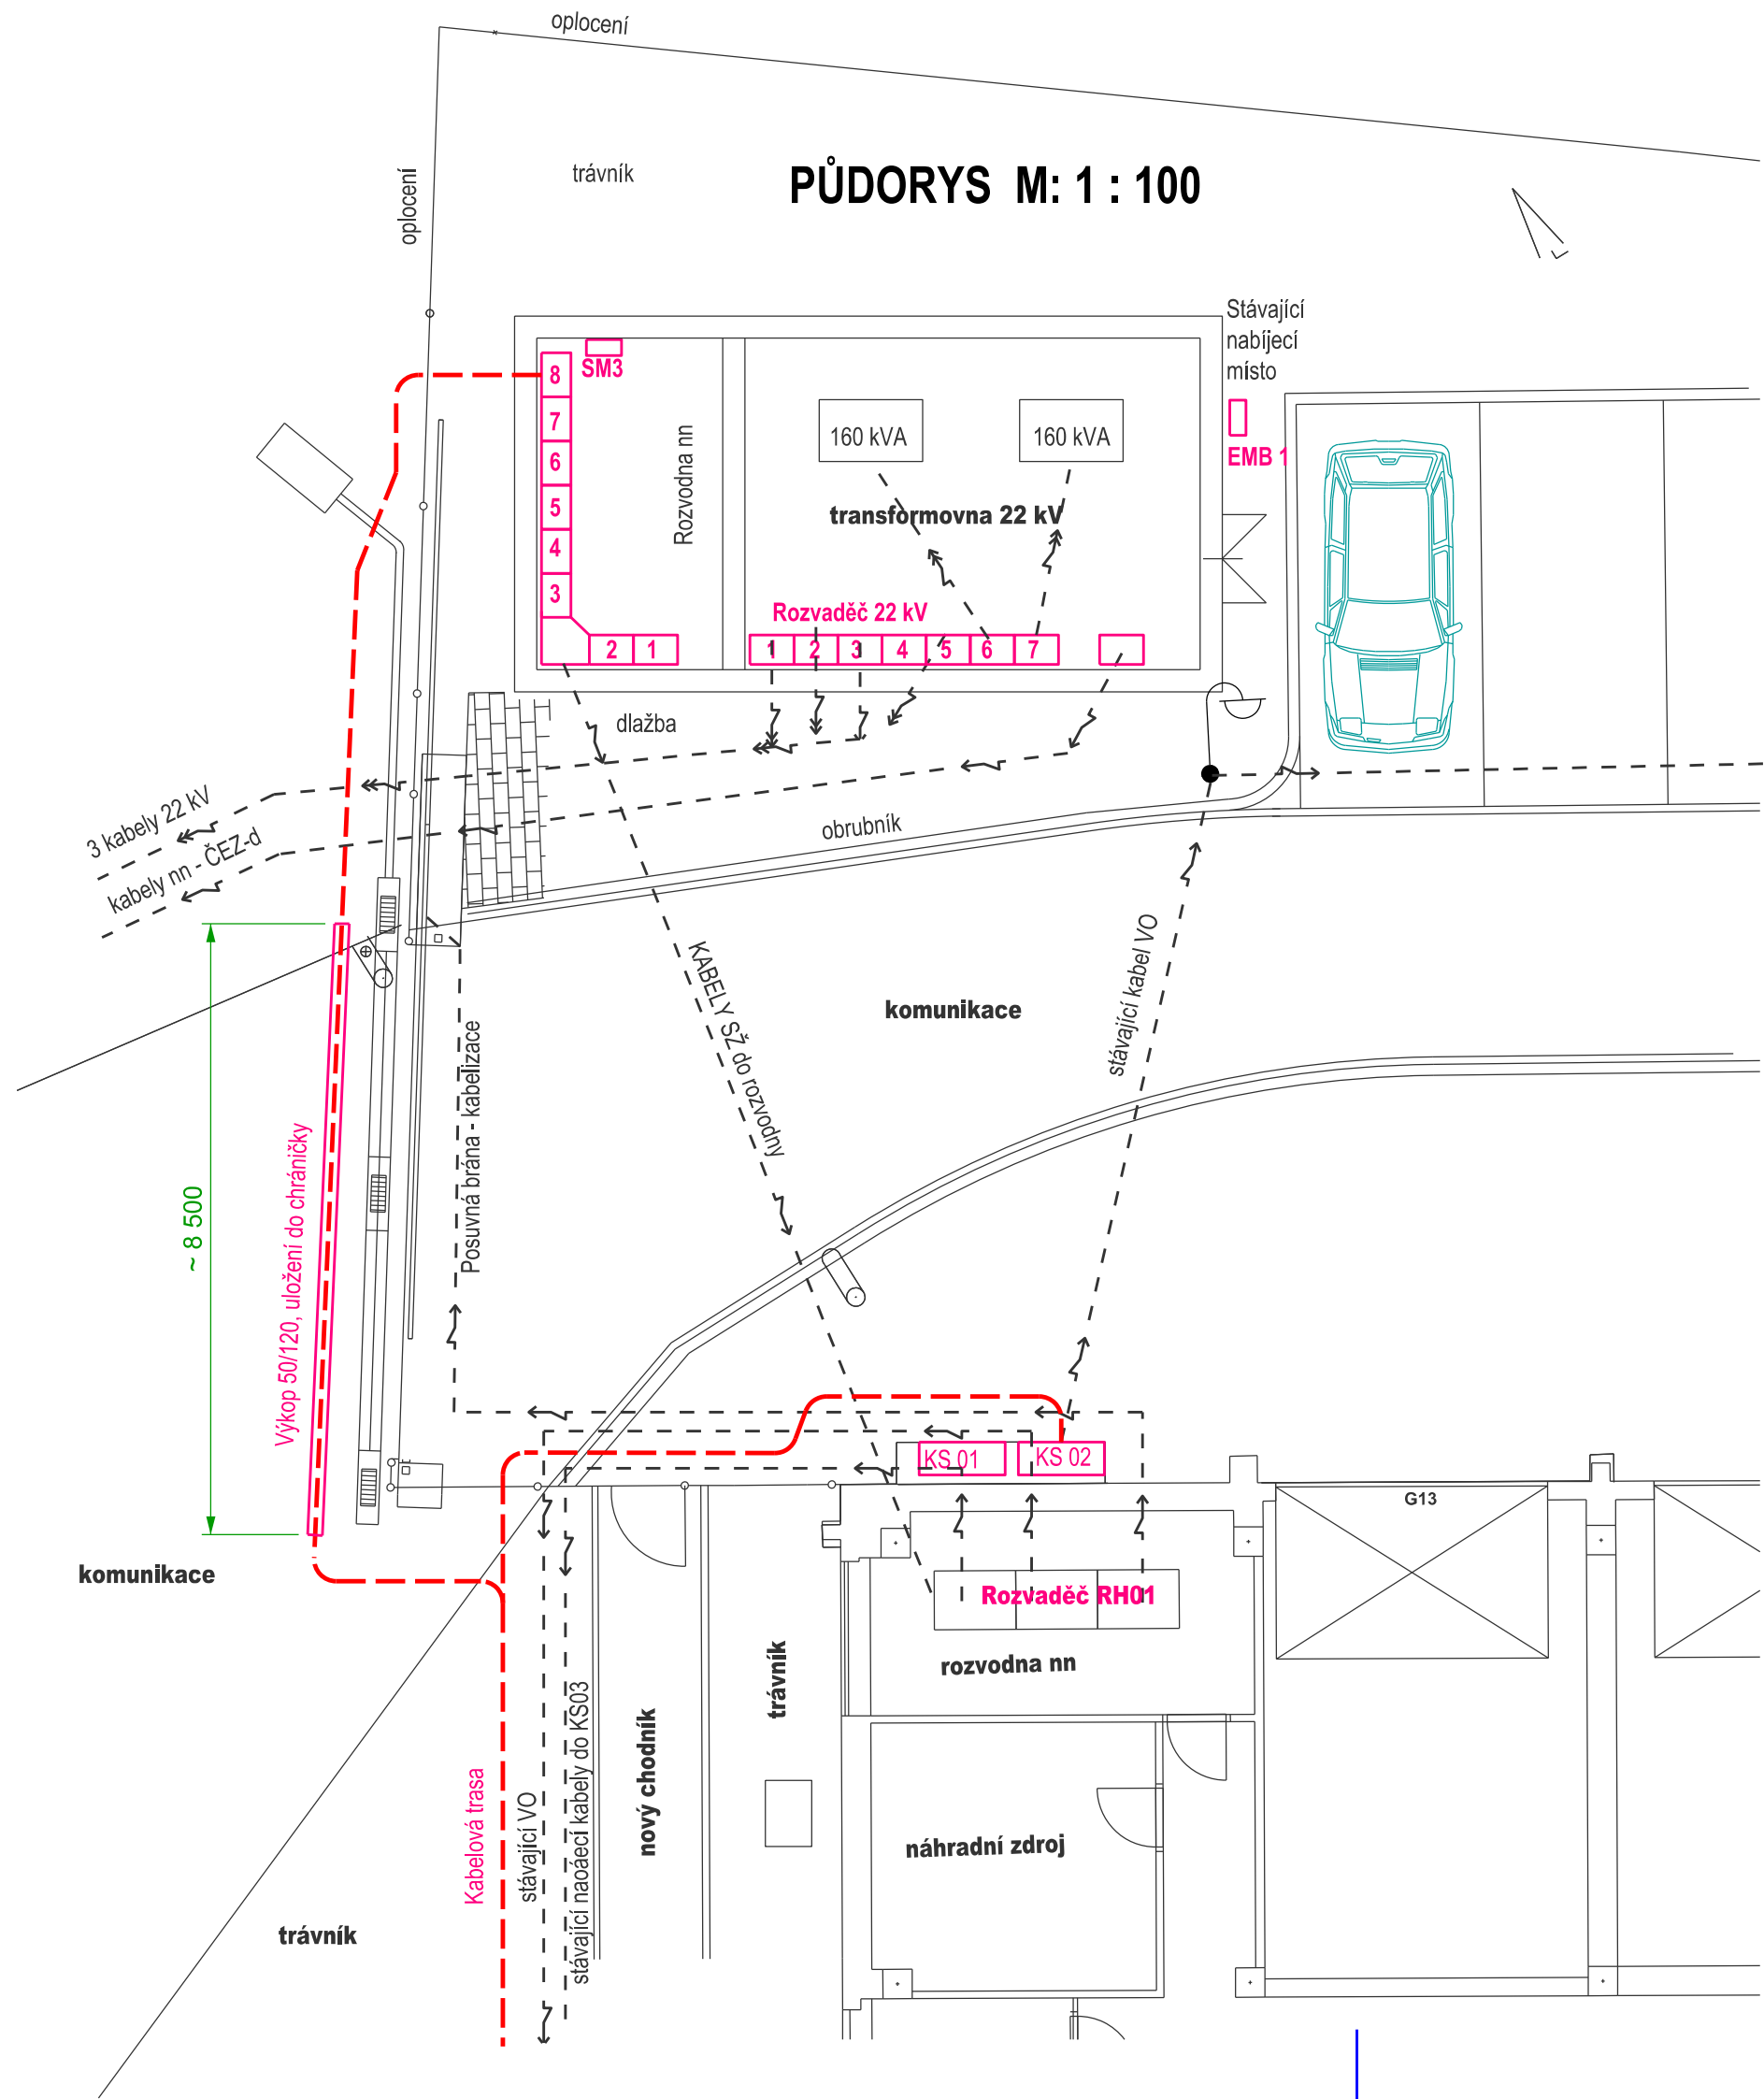 oplocení
oplocení
trávník
PŮDORYS M: 1 : 100
Stávající
nabíjecí
místo
EMB 1
SM3
8
7
6
5
4
3
2
1
Rozvodna nn
160 kVA
160 kVA
transformovna 22 kV
Rozvaděč 22 kV
1
2
3
4
5
6
7
dlažba
3 kabely 22 kV
kabely nn - ČEZ-d
obrubník
KABELY SŽ do rozvodny
komunikace
stávající kabel VO
Posuvná brána - kabelizace
~ 8 500
Výkop 50/120, uložení do chráničky
KS 01
KS 02
G13
komunikace
Rozvaděč RH01
rozvodna nn
trávník
nový chodník
Kabelová trasa
stávající VO
stávající naoáecí kabely do KS03
náhradní zdroj
trávník